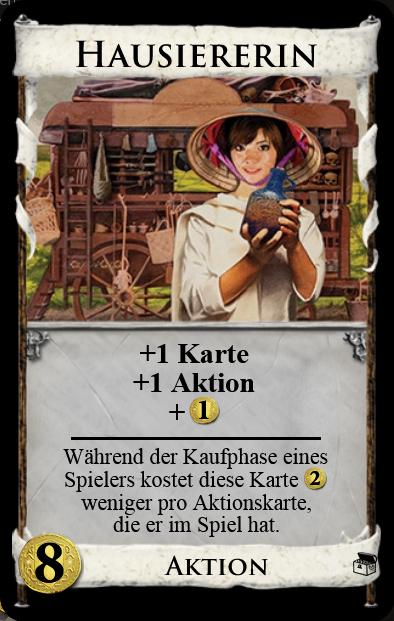 HAUSIERERIN
+1 Karte
+1 Aktion
+ 1
Während der Kaufphase eines
Spielers kostet diese Karte 2
weniger pro Aktionskarte,
die er im Spiel hat.
8
AKTION